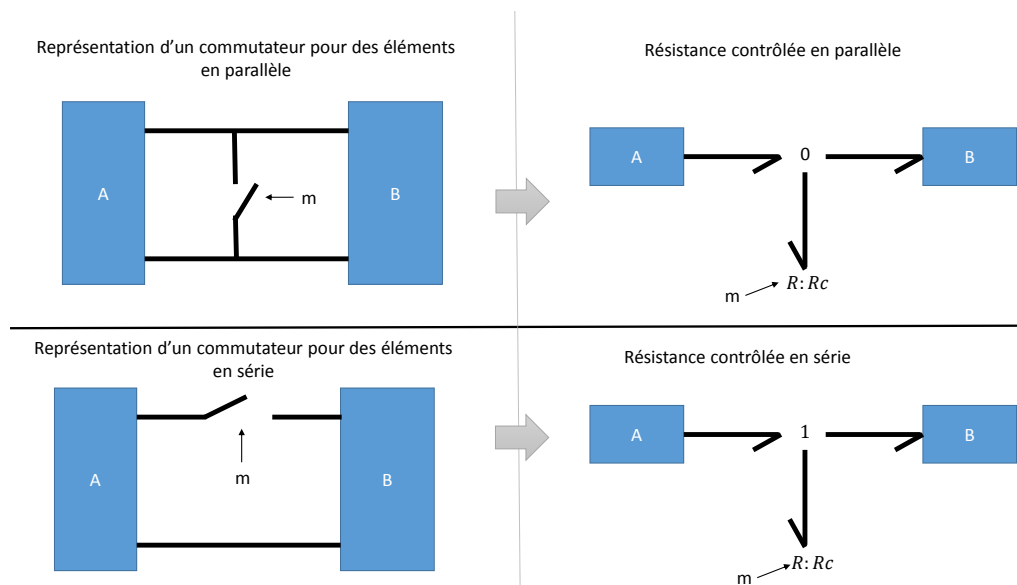 Représentation d'un commutateur pour des éléments
en parallèle
A
m
B
Résistance contrôlée en parallèle
A
0
B
m
R: Rc
Représentation d'un commutateur pour des éléments
en série
A
m
B
Résistance contrôlée en série
A
1
B
m
R: Rc